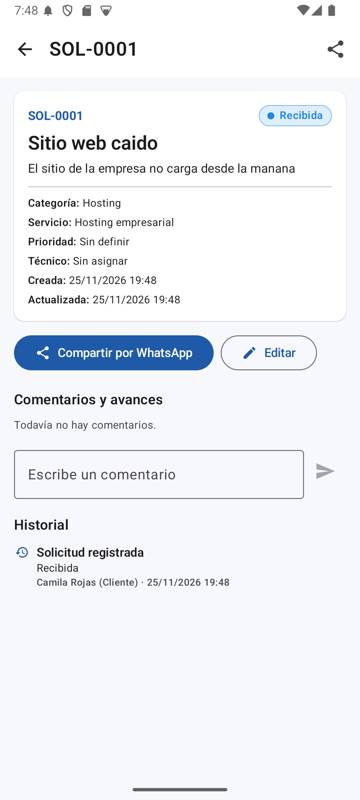 7:48
SOL-0001
SOL-0001
Recibida
Sitio web caido
El sitio de la empresa no carga desde la manana
Categoría: Hosting
Servicio: Hosting empresarial
Prioridad: Sin definir
Técnico: Sin asignar
Creada: 25/11/2026 19:48
Actualizada: 25/11/2026 19:48
Compartir por WhatsApp
Editar
Comentarios y avances
Todavía no hay comentarios.
Escribe un comentario
Historial
Solicitud registrada
Recibida
Camila Rojas (Cliente) · 25/11/2026 19:48